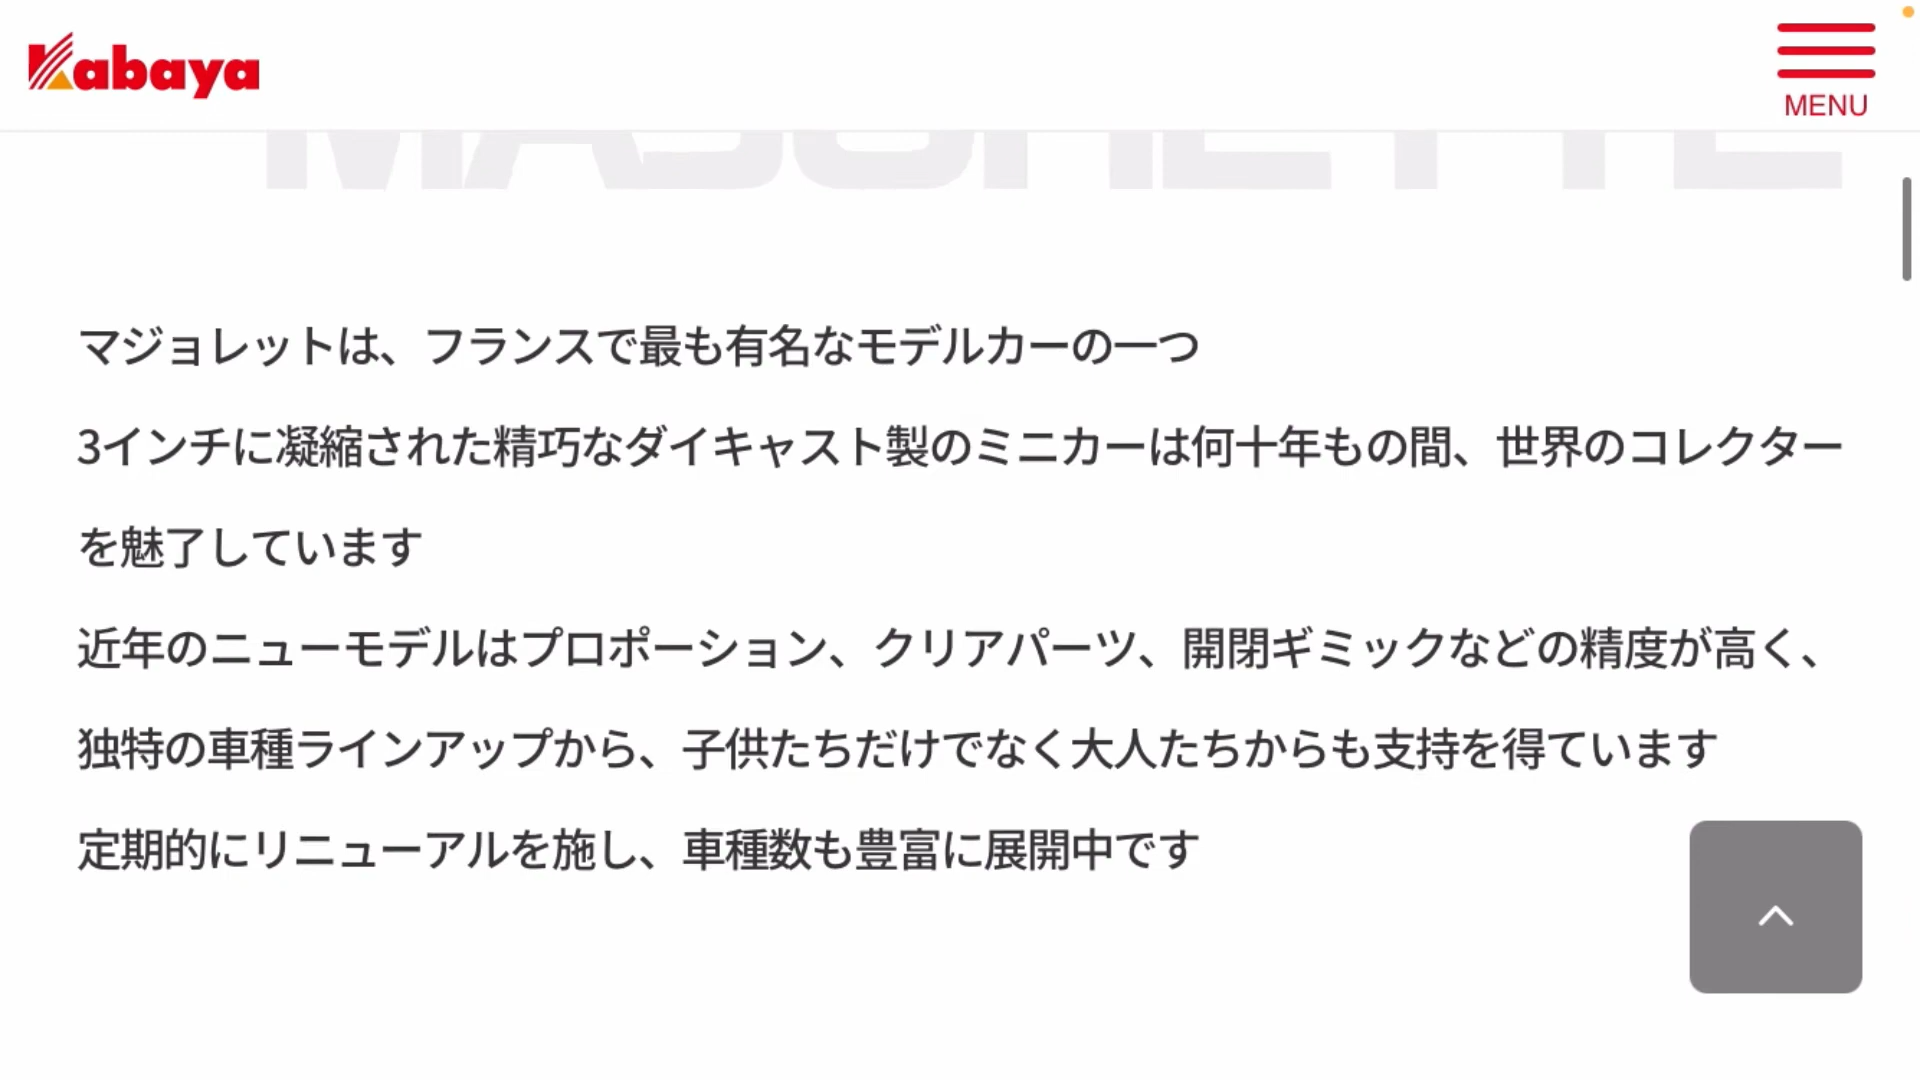 Kabaya
MENU
MAJORETTE
マジョレットは、フランスで最も有名なモデルカーの一つ
3インチに凝縮された精巧なダイキャスト製のミニカーは何十年もの間、世界のコレクター
を魅了しています
近年のニューモデルはプロポーション、クリアパーツ、開閉ギミックなどの精度が高く、
独特の車種ラインアップから、子供たちだけでなく大人たちからも支持を得ています
定期的にリニューアルを施し、車種数も豊富に展開中です